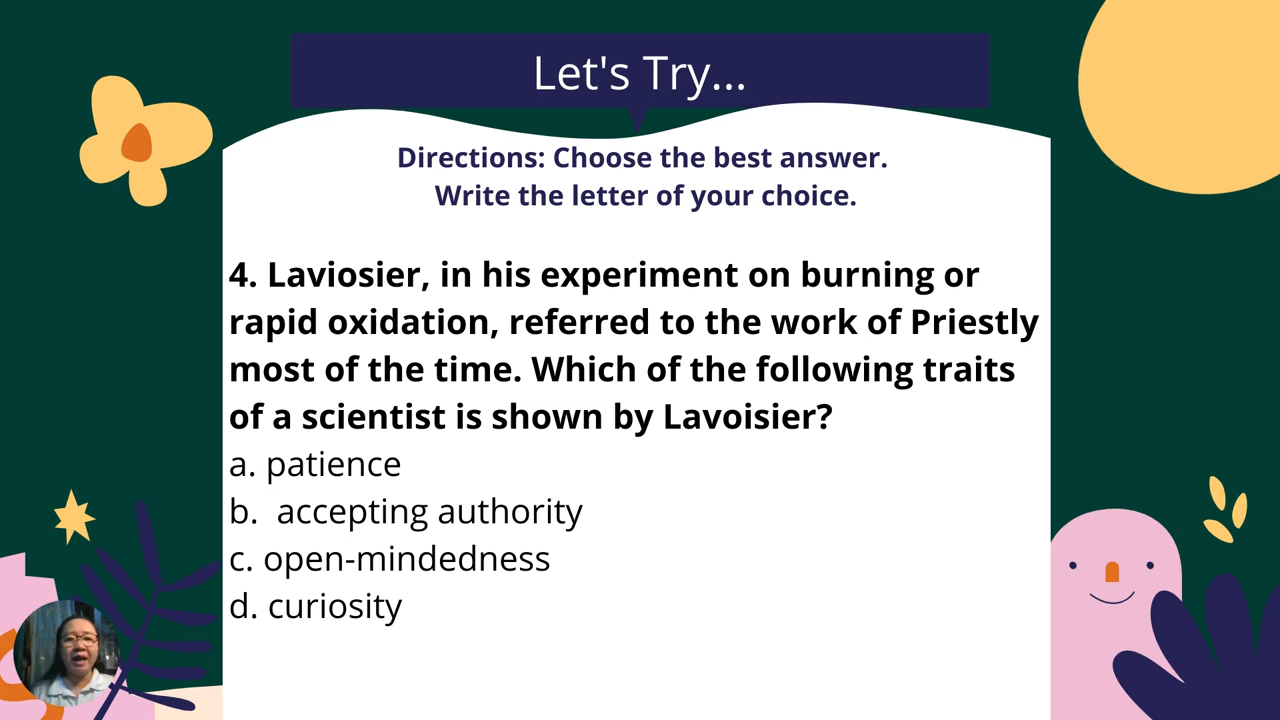 Let's Try...
Directions: Choose the best answer.
Write the letter of your choice.
4. Laviosier, in his experiment on burning or
rapid oxidation, referred to the work of Priestly
most of the time. Which of the following traits
of a scientist is shown by Lavoisier?
a. patience
b.  accepting authority
c. open-mindedness
d. curiosity